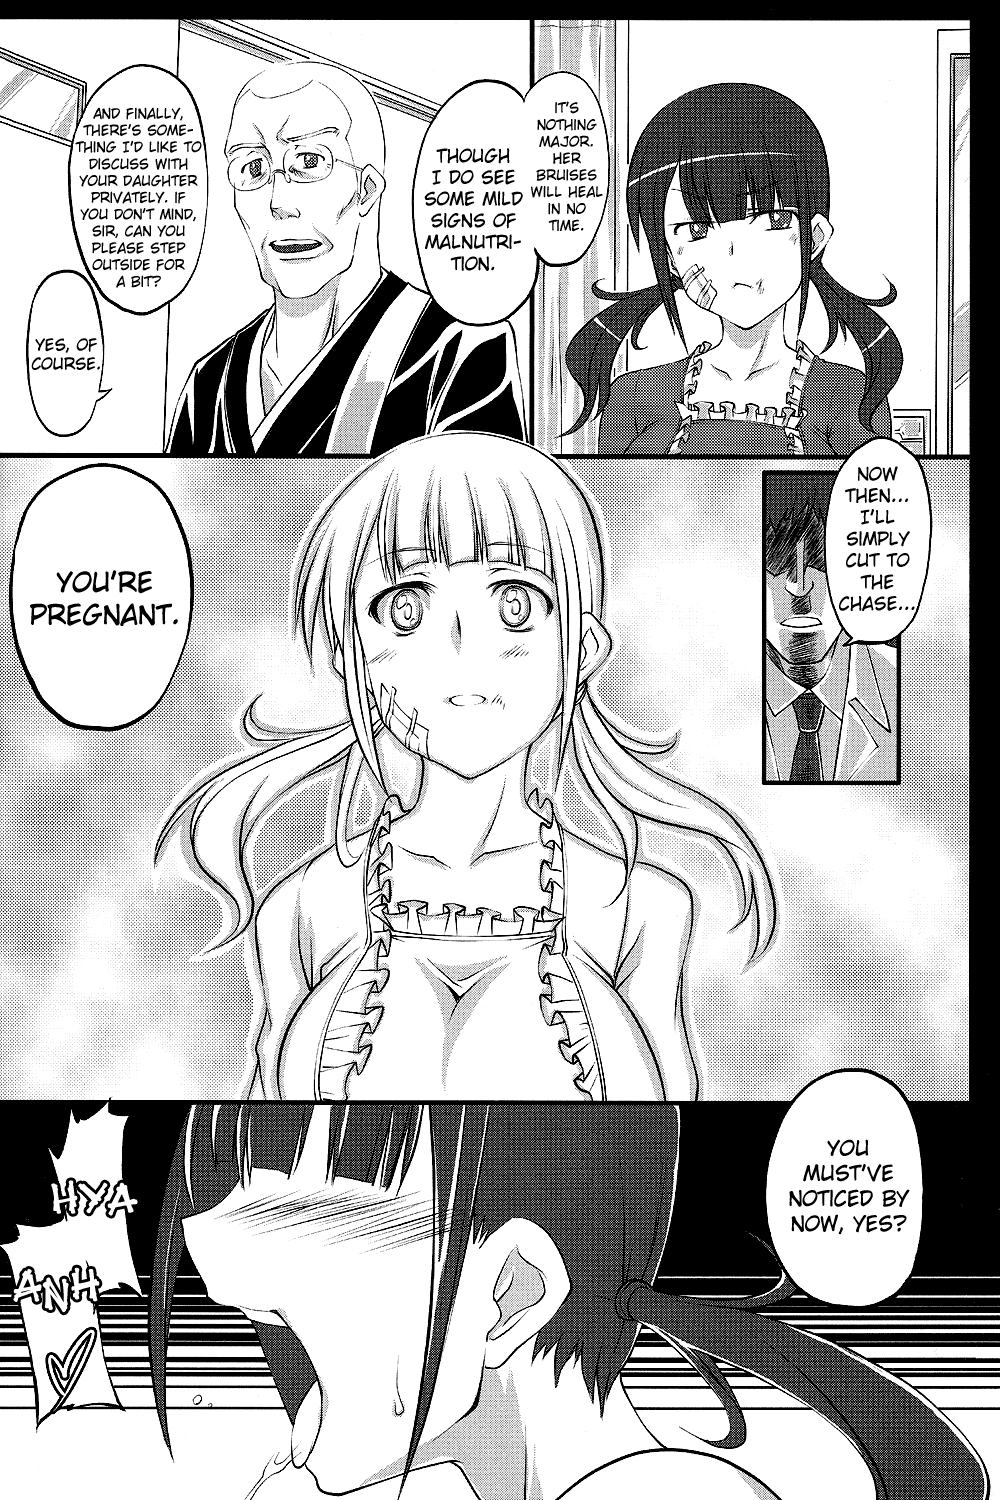 IT'S
NOTHING
MAJOR.
HER
BRUISES
WILL HEAL
IN NO
TIME.
THOUGH
I DO SEE
SOME MILD
SIGNS OF
MALNUTRI-
TION.
AND FINALLY,
THERE'S SOME-
THING I'D LIKE TO
DISCUSS WITH
YOUR DAUGHTER
PRIVATELY. IF
YOU DON'T MIND,
SIR, CAN YOU
PLEASE STEP
OUTSIDE FOR
A BIT?
YES, OF
COURSE.
NOW
THEN...
I'LL
SIMPLY
CUT TO
THE
CHASE...
YOU'RE
PREGNANT.
YOU
MUST'VE
NOTICED BY
NOW, YES?
HYA
ANH